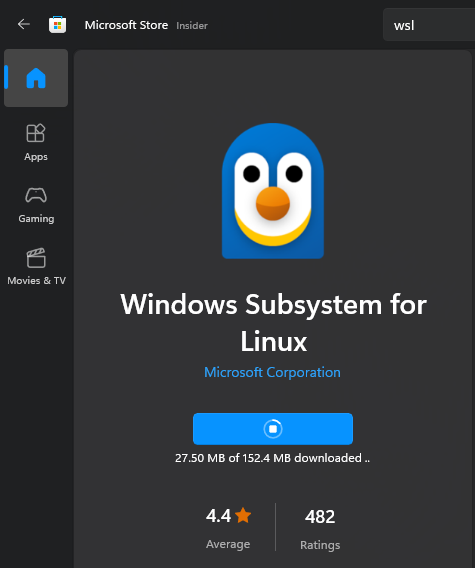 Microsoft Store Insider
wsl
Apps
Gaming
Movies & TV
Windows Subsystem for
Linux
Microsoft Corporation
27.50 MB of 152.4 MB downloaded ..
4.4
482
Average
Ratings